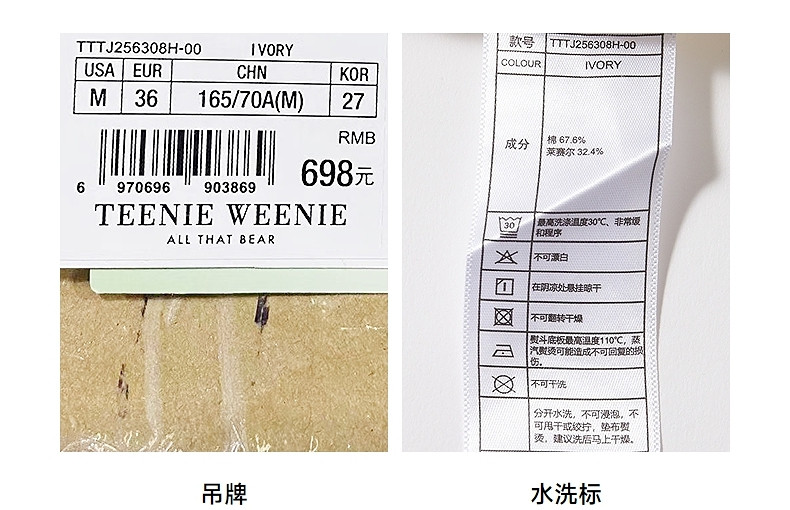 TTTJ256308H-00 IVORY
USA EUR CHN KOR
M 36 165/70A(M) 27
RMB
698元
6 970696 903869
TEENIE WEENIE
ALL THAT BEAR
吊牌
款号 TTTJ256308H-00
COLOUR IVORY
成分
棉 67.6%
莱赛尔 32.4%
30
最高洗涤温度30℃、非常缓
和程序
不可漂白
在阴凉处悬挂晾干
不可翻转干燥
熨斗底板最高温度110℃，蒸
汽熨烫可能造成不可回复的损
伤。
不可干洗
分开水洗，不可浸泡，不
可甩干或绞拧，垫布熨
烫，建议洗后马上干燥。
水洗标